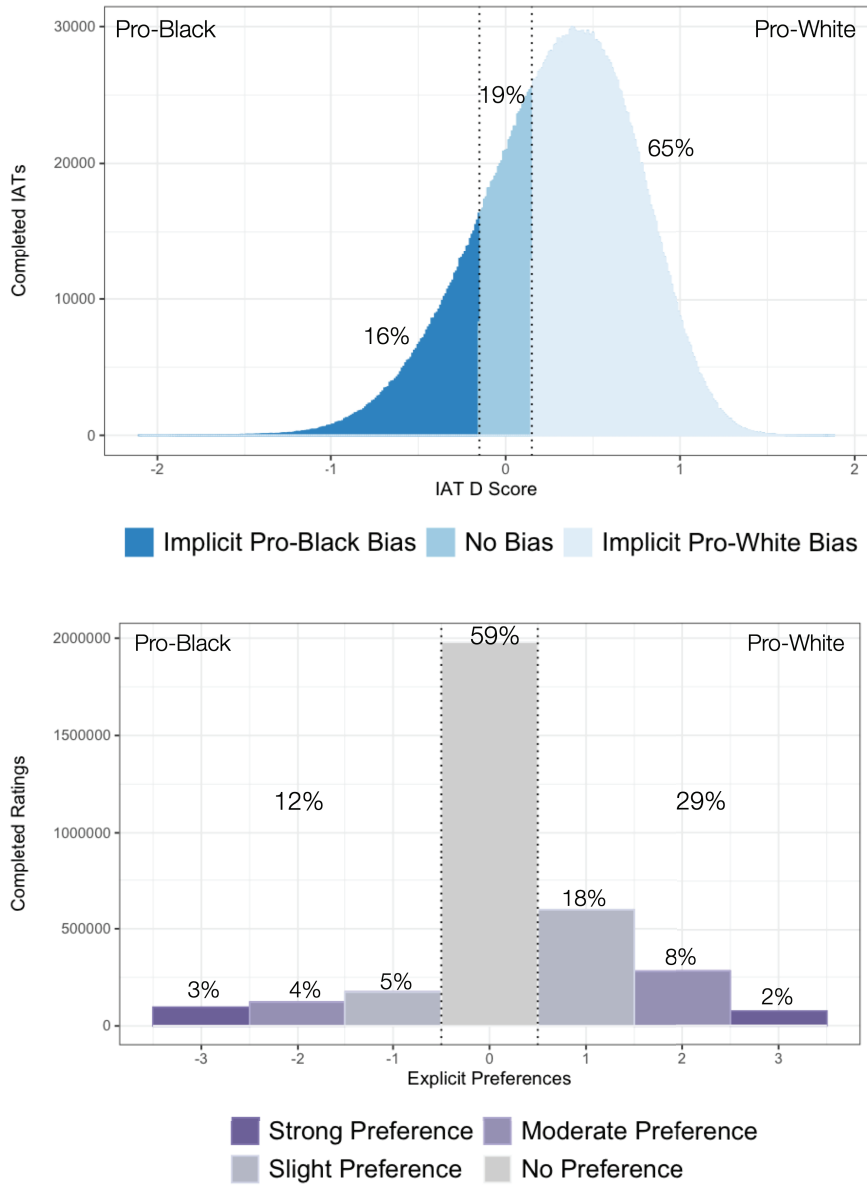 Pro-Black
Pro-White
30000
20000
10000
0
Completed IATs
19%
65%
16%
-2
-1
0
1
2
IAT D Score
Implicit Pro-Black Bias
No Bias
Implicit Pro-White Bias
Pro-Black
Pro-White
2000000
1500000
1000000
500000
0
Completed Ratings
59%
12%
29%
18%
8%
3%
4%
5%
2%
-3
-2
-1
0
1
2
3
Explicit Preferences
Strong Preference
Moderate Preference
Slight Preference
No Preference